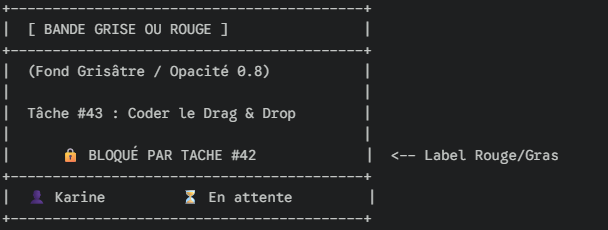 +-----------------------------------------+
|  [ BANDE GRISE OU ROUGE ]               |
+-----------------------------------------+
|  (Fond Grisâtre / Opacité 0.8)          |
|                                         |
|  Tâche #43 : Coder le Drag & Drop       |
|                                         |
|      🔒 BLOQUÉ PAR TACHE #42             |  <-- Label Rouge/Gras
+-----------------------------------------+
|  👤 Karine         ⏳ En attente         |
+-----------------------------------------+